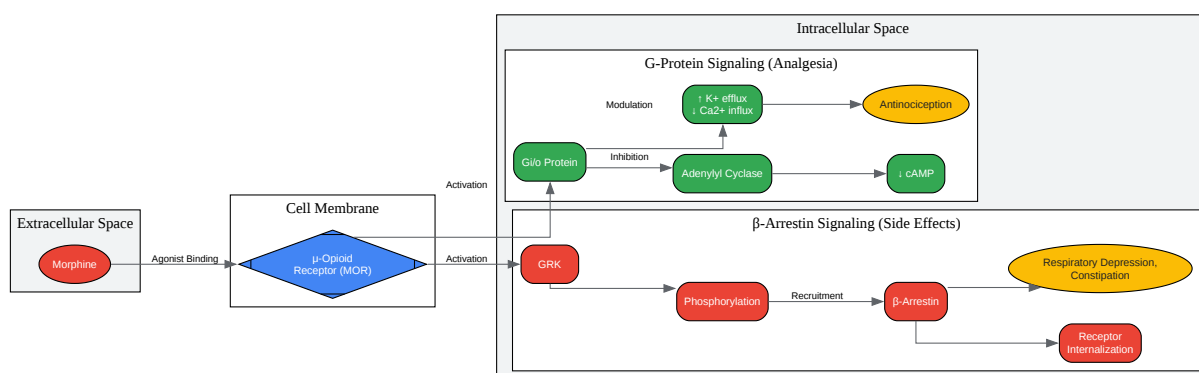 Intracellular Space
G-Protein Signaling (Analgesia)
Modulation
↑ K+ efflux
↓ Ca2+ influx
Antinociception
Gi/o Protein
Inhibition
Adenylyl Cyclase
↓ cAMP
Activation
Cell Membrane
Extracellular Space
Morphine
Agonist Binding
μ-Opioid
Receptor (MOR)
Activation
β-Arrestin Signaling (Side Effects)
GRK
Phosphorylation
Recruitment
β-Arrestin
Respiratory Depression,
Constipation
Receptor
Internalization